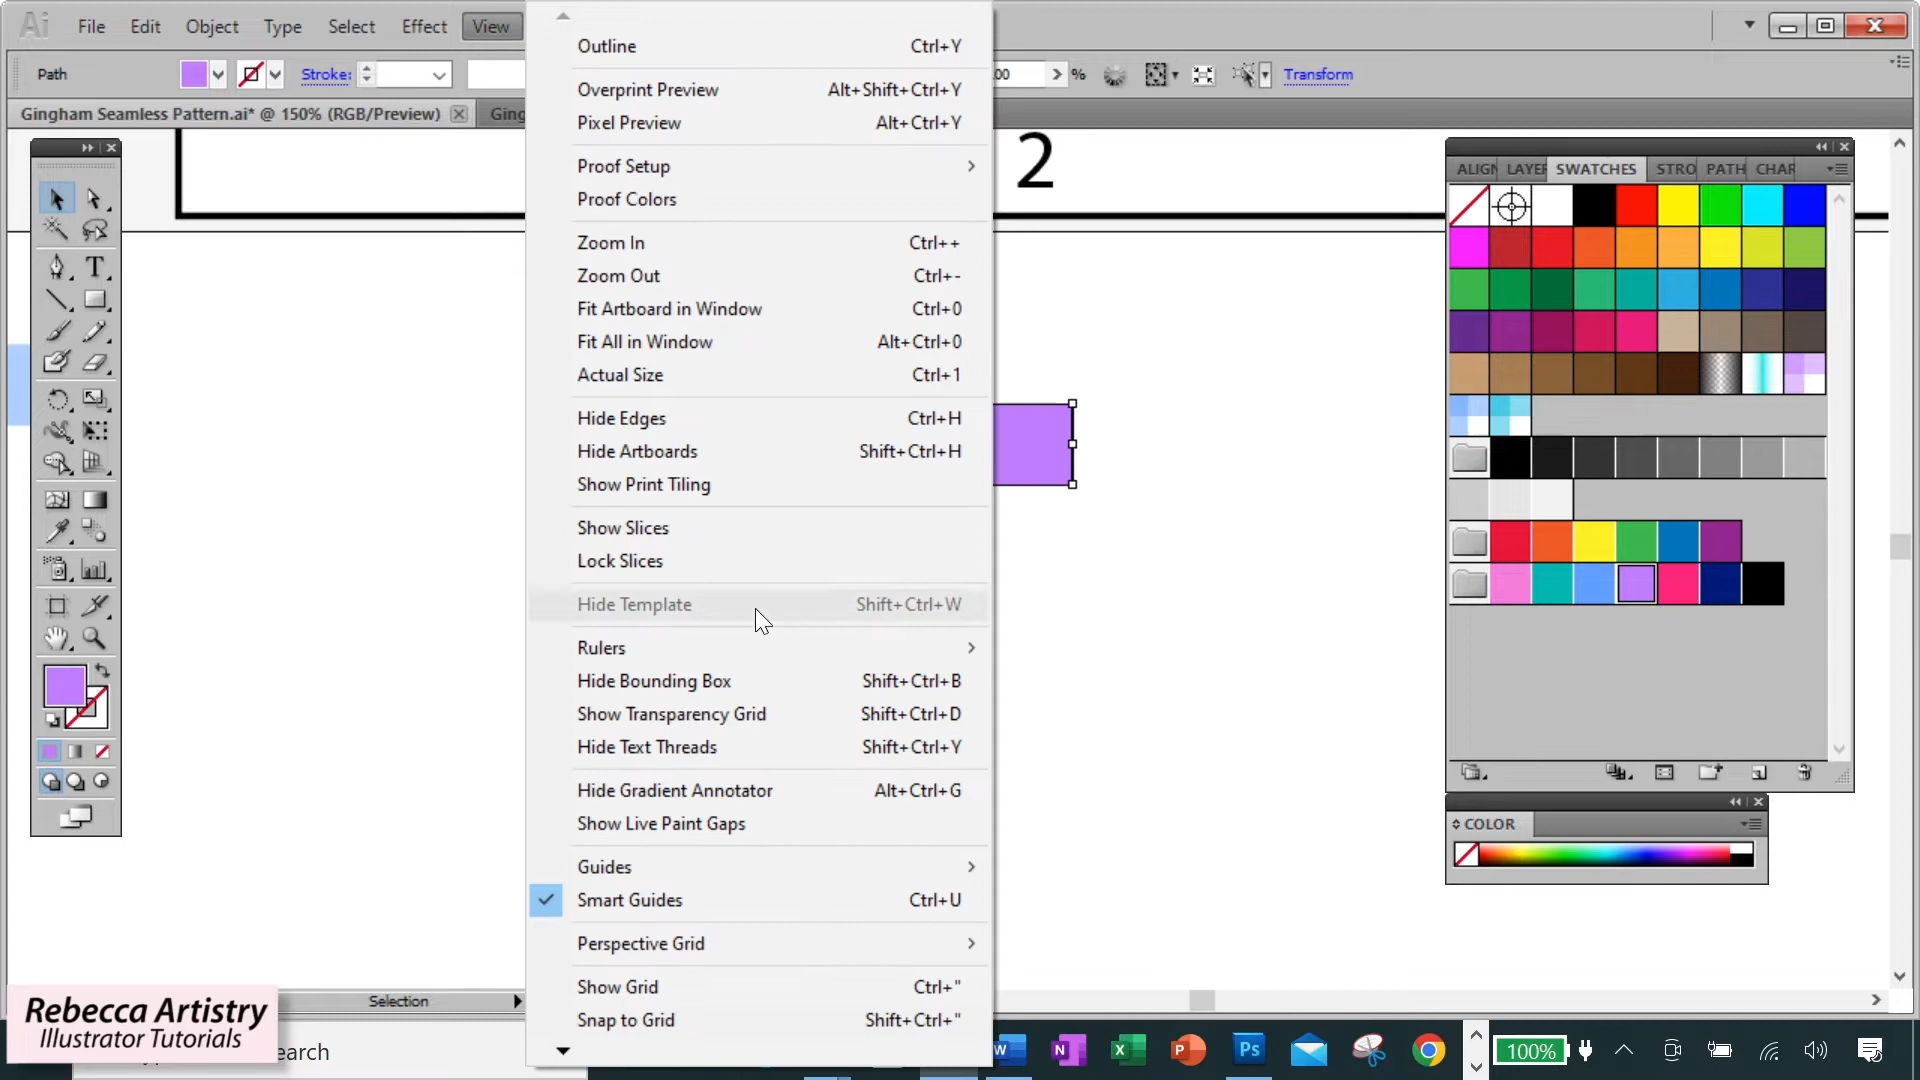 Ai File Edit Object Type Select Effect View
Path Stroke: 00 % Transform
Gingham Seamless Pattern.ai* @ 150% (RGB/Preview) Ging
Outline Ctrl+Y
Overprint Preview Alt+Shift+Ctrl+Y
Pixel Preview Alt+Ctrl+Y
Proof Setup
Proof Colors
Zoom In Ctrl++
Zoom Out Ctrl+-
Fit Artboard in Window Ctrl+0
Fit All in Window Alt+Ctrl+0
Actual Size Ctrl+1
Hide Edges Ctrl+H
Hide Artboards Shift+Ctrl+H
Show Print Tiling
Show Slices
Lock Slices
Hide Template Shift+Ctrl+W
Rulers
Hide Bounding Box Shift+Ctrl+B
Show Transparency Grid Shift+Ctrl+D
Hide Text Threads Shift+Ctrl+Y
Hide Gradient Annotator Alt+Ctrl+G
Show Live Paint Gaps
Guides
Smart Guides Ctrl+U
Perspective Grid
Show Grid Ctrl+"
Snap to Grid Shift+Ctrl+"
2
ALIGN LAYER SWATCHES STRO PATH CHAR
COLOR
Selection
Rebecca Artistry
Illustrator Tutorials
earch
W N X P Ps 100%